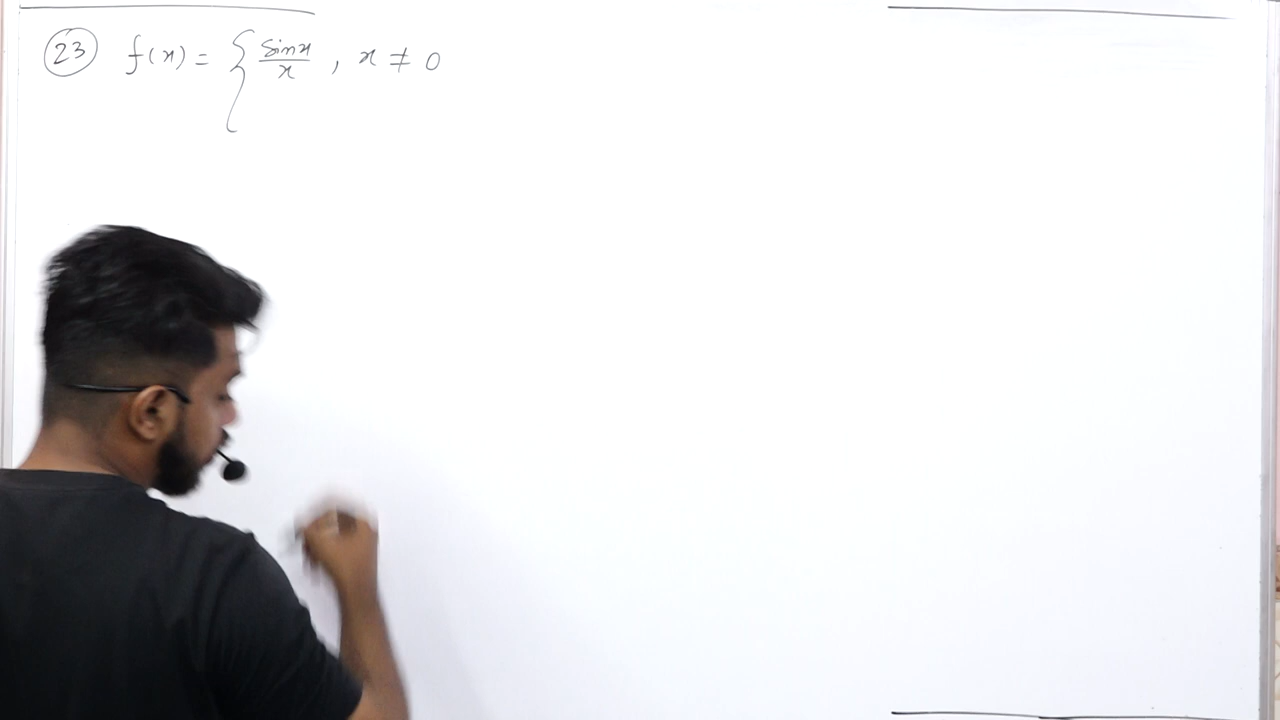 23 f(x) = { sinx/x , x ≠ 0